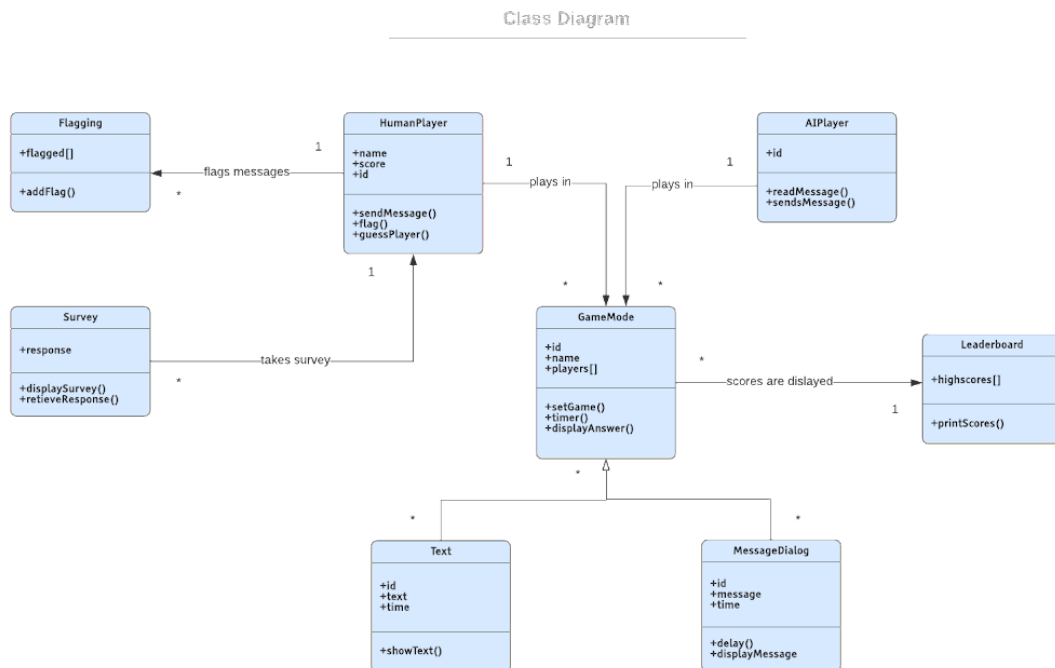 Class Diagram
Flagging
+flagged[]
+addFlag()
HumanPlayer
+name
+score
+id
+sendMessage()
+flag()
+guessPlayer()
AIPlayer
+id
+readMessage()
+sendsMessage()
1
flags messages
*
1
plays in
*
1
plays in
*
Survey
+response
+displaySurvey()
+retieveResponse()
1
takes survey
*
GameMode
+id
+name
+players[]
+setGame()
+timer()
+displayAnswer()
*
scores are dislayed
1
Leaderboard
+highscores[]
+printScores()
*
*
*
Text
+id
+text
+time
+showText()
MessageDialog
+id
+message
+time
+delay()
+displayMessage